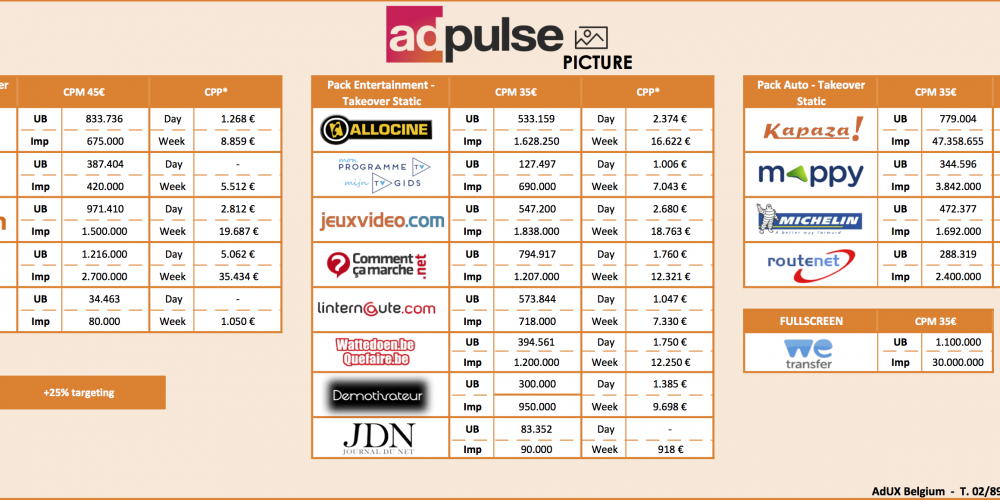 adpulse
PICTURE
er CPM 45€ CPP*
UB 833.736 Day 1.268 €
Imp 675.000 Week 8.859 €
UB 387.404 Day -
Imp 420.000 Week 5.512 €
UB 971.410 Day 2.812 €
Imp 1.500.000 Week 19.687 €
UB 1.216.000 Day 5.062 €
Imp 2.700.000 Week 35.434 €
UB 34.463 Day -
Imp 80.000 Week 1.050 €
+25% targeting
Pack Entertainment - Takeover Static CPM 35€ CPP*
ALLOCINE
UB 533.159 Day 2.374 €
Imp 1.628.250 Week 16.622 €
mon PROGRAMME TV
mijn TV GIDS
UB 127.497 Day 1.006 €
Imp 690.000 Week 7.043 €
jeuxvideo.com
UB 547.200 Day 2.680 €
Imp 1.838.000 Week 18.763 €
Comment ça marche .net
UB 794.917 Day 1.760 €
Imp 1.207.000 Week 12.321 €
lintern@ute.com
UB 573.844 Day 1.047 €
Imp 718.000 Week 7.330 €
Wattedoen.be
Quefaire.be
UB 394.561 Day 1.750 €
Imp 1.200.000 Week 12.250 €
Demotivateur
UB 300.000 Day 1.385 €
Imp 950.000 Week 9.698 €
JDN
JOURNAL DU NET
UB 83.352 Day -
Imp 90.000 Week 918 €
Pack Auto - Takeover Static CPM 35€
Kapaza!
UB 779.004
Imp 47.358.655
mappy
UB 344.596
Imp 3.842.000
MICHELIN
A better way forward
UB 472.377
Imp 1.692.000
routenet
UB 288.319
Imp 2.400.000
FULLSCREEN CPM 35€
we transfer
UB 1.100.000
Imp 30.000.000
AdUX Belgium - T. 02/89